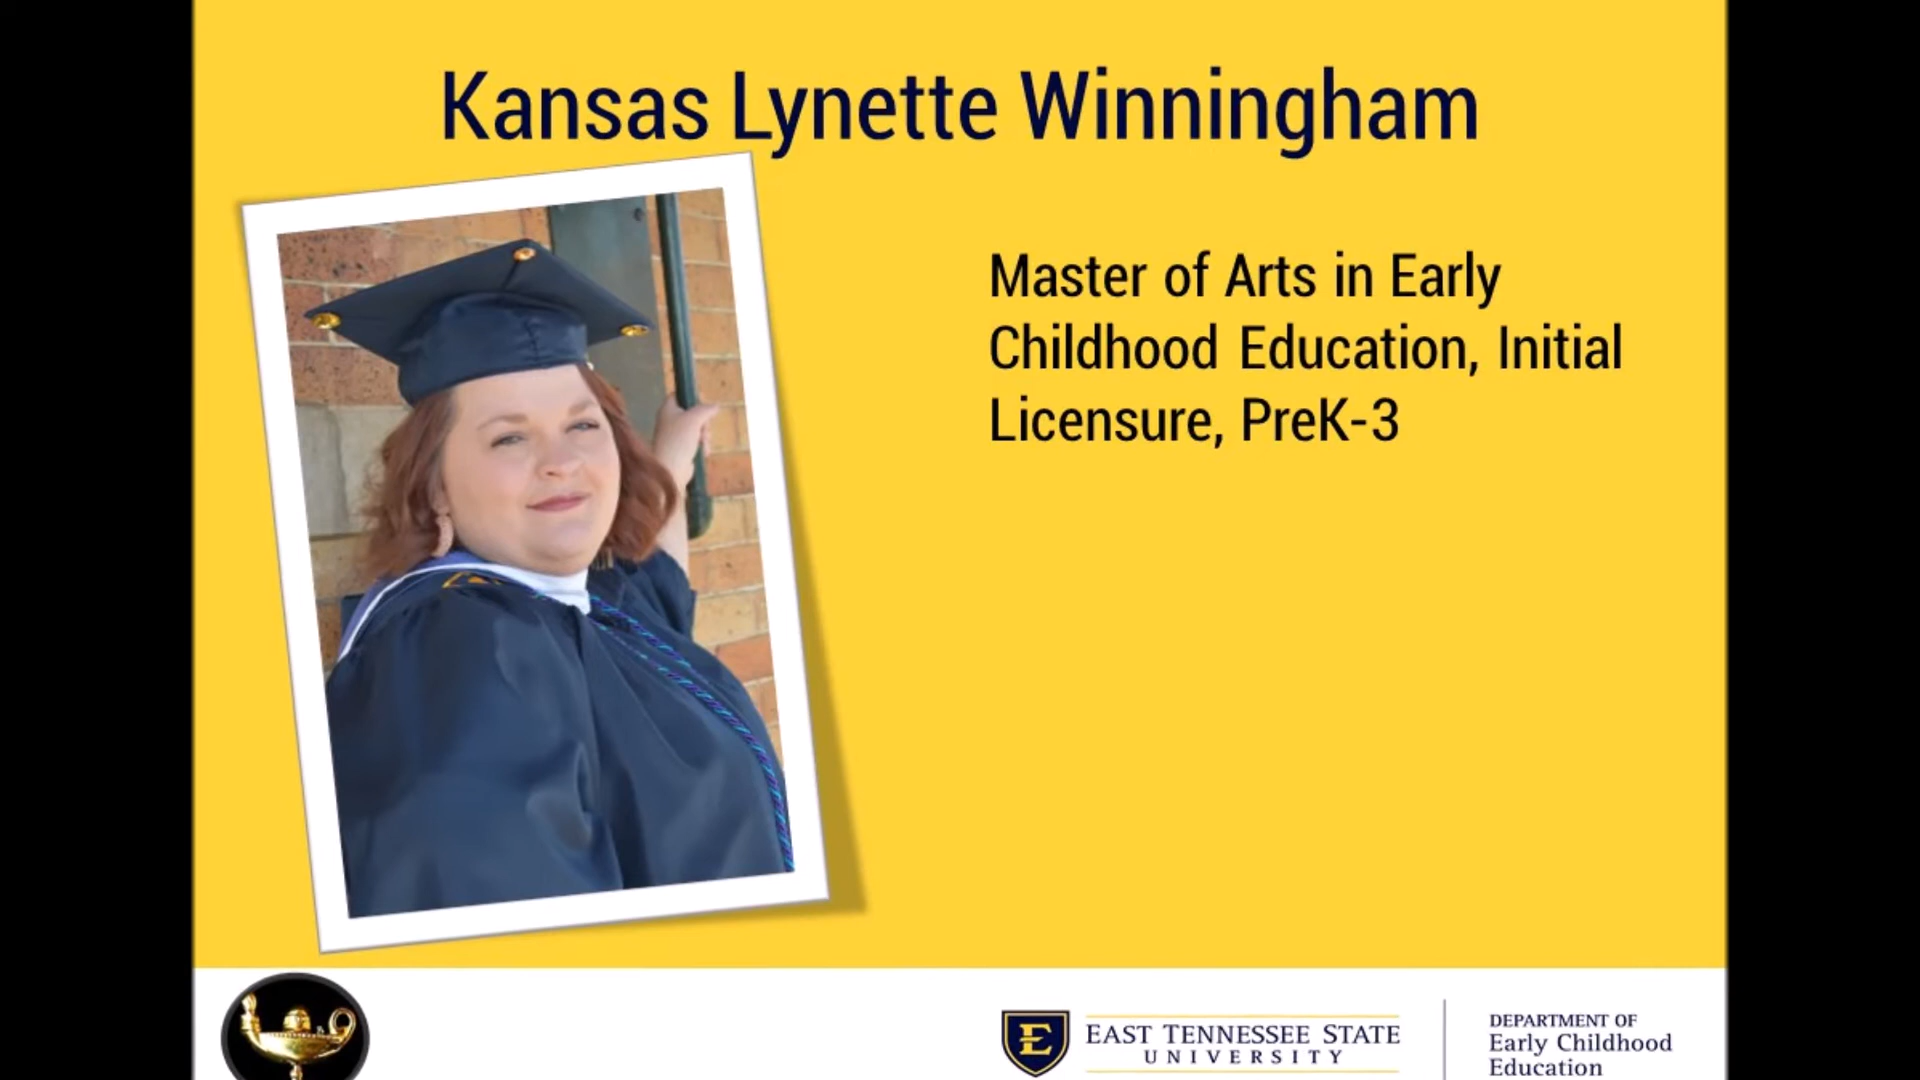 Kansas Lynette Winningham
Master of Arts in Early
Childhood Education, Initial
Licensure, PreK-3
E
EAST TENNESSEE STATE
UNIVERSITY
DEPARTMENT OF
Early Childhood
Education